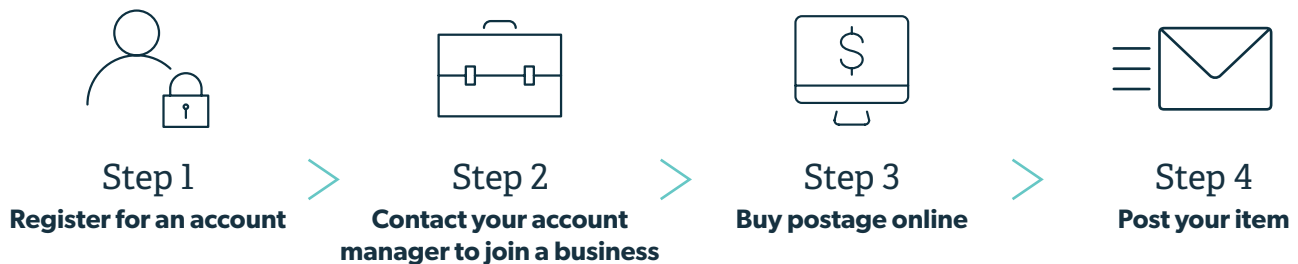 $
Step 1
Register for an account
Step 2
Contact your account
manager to join a business
Step 3
Buy postage online
Step 4
Post your item